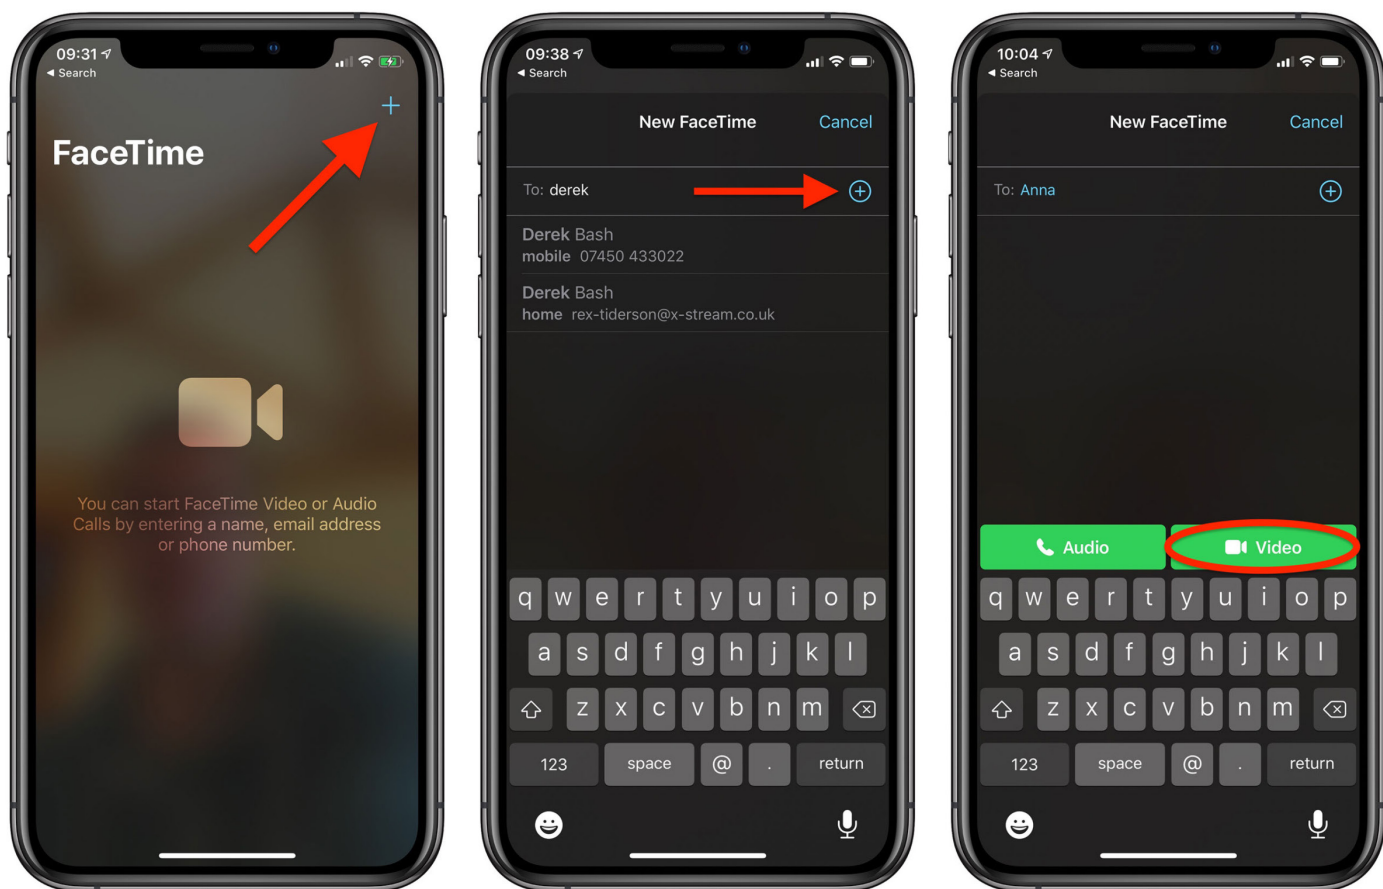 09:31
◀ Search
+
FaceTime
You can start FaceTime Video or Audio
Calls by entering a name, email address
or phone number.
09:38
◀ Search
New FaceTime Cancel
To: derek
Derek Bash
mobile 07450 433022
Derek Bash
home rex-tiderson@x-stream.co.uk
q w e r t y u i o p
a s d f g h j k l
z x c v b n m
123 space @ . return
10:04
◀ Search
New FaceTime Cancel
To: Anna
Audio Video
q w e r t y u i o p
a s d f g h j k l
z x c v b n m
123 space @ . return